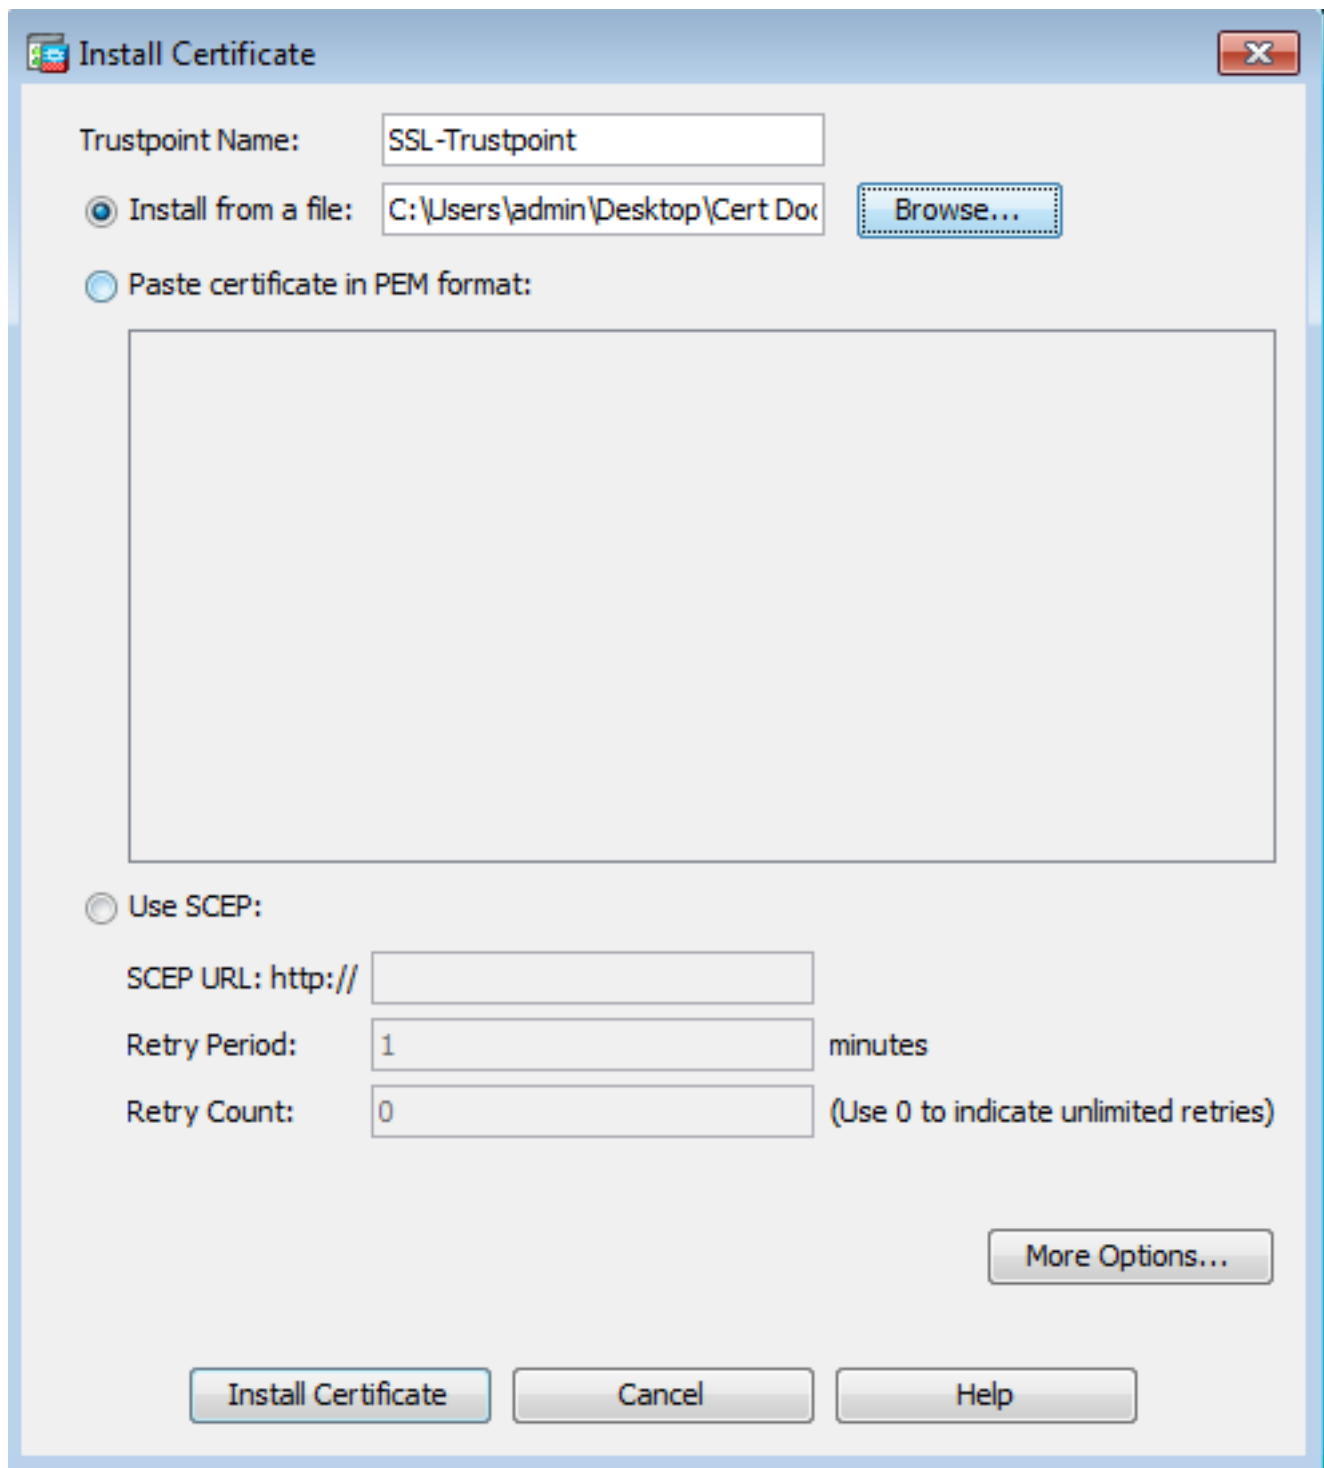 Install Certificate
Trustpoint Name: SSL-Trustpoint
Install from a file: C:\Users\admin\Desktop\Cert Doc Browse...
Paste certificate in PEM format:
Use SCEP:
SCEP URL: http://
Retry Period: 1 minutes
Retry Count: 0 (Use 0 to indicate unlimited retries)
More Options...
Install Certificate Cancel Help